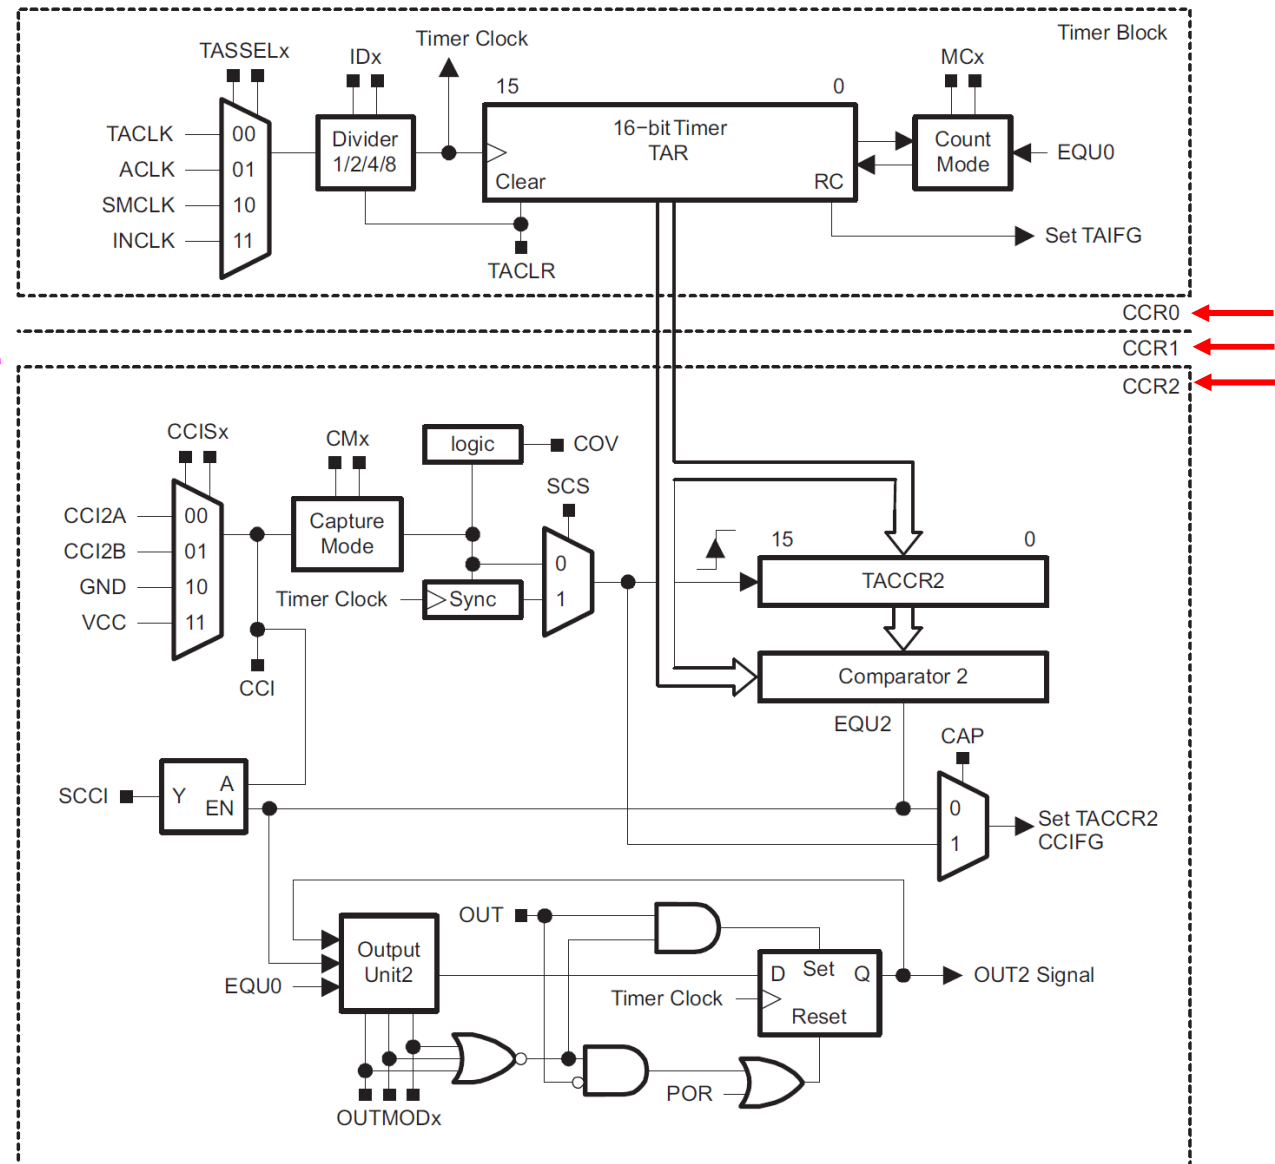 Timer Block
Timer Clock
TASSELx
IDx
MCx
15
0
TACLK
00
ACLK
01
SMCLK
10
INCLK
11
Divider
1/2/4/8
16−bit Timer
TAR
Clear
RC
Count
Mode
EQU0
Set TAIFG
TACLR
CCR0
CCR1
CCR2
CCISx
CMx
logic
COV
SCS
CCI2A
00
CCI2B
01
GND
10
VCC
11
Capture
Mode
0
1
Timer Clock
Sync
15
0
TACCR2
CCI
Comparator 2
EQU2
CAP
SCCI
Y
A
EN
0
1
Set TACCR2
CCIFG
OUT
Output
Unit2
EQU0
D
Set
Q
Timer Clock
Reset
OUT2 Signal
POR
OUTMODx